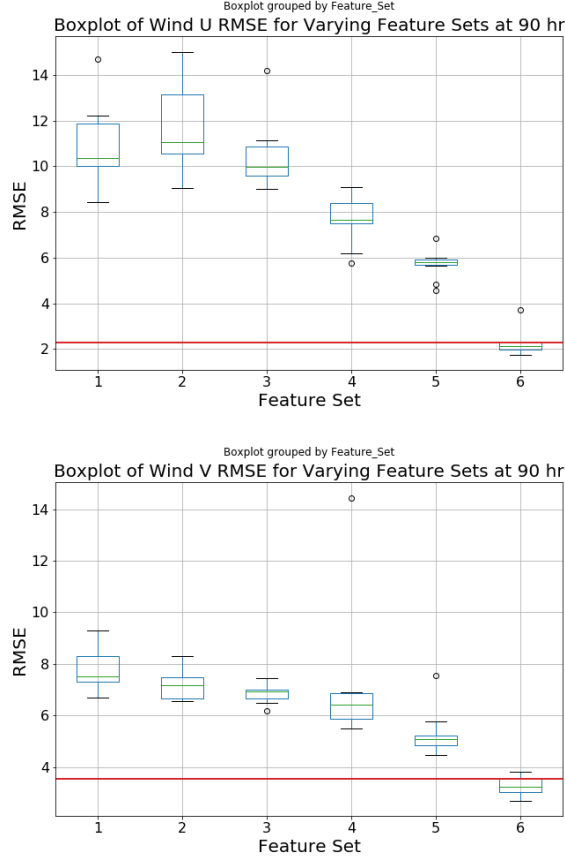 Boxplot grouped by Feature_Set
Boxplot of Wind U RMSE for Varying Feature Sets at 90 hr
14
12
10
8
6
4
2
RMSE
1 2 3 4 5 6
Feature Set
Boxplot grouped by Feature_Set
Boxplot of Wind V RMSE for Varying Feature Sets at 90 hr
14
12
10
8
6
4
RMSE
1 2 3 4 5 6
Feature Set